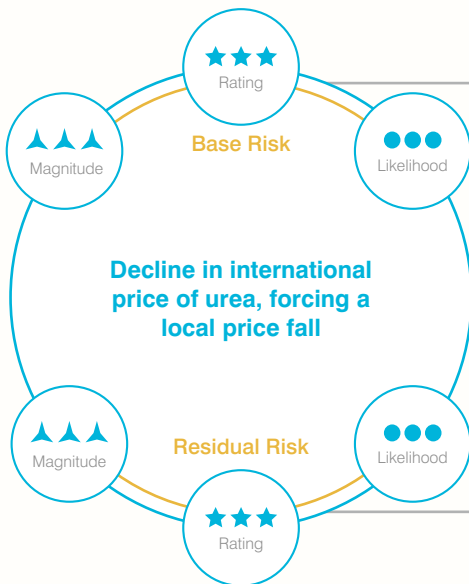 Rating
Base Risk
Magnitude
Likelihood
Decline in international
price of urea, forcing a
local price fall
Magnitude
Residual Risk
Likelihood
Rating